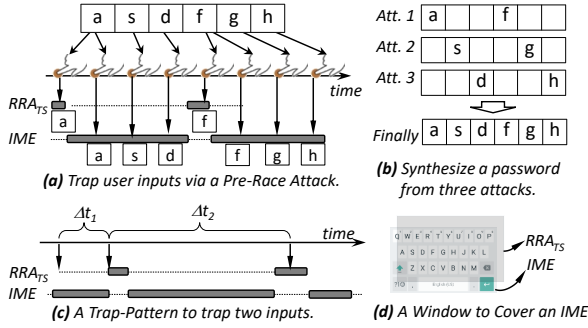 a s d f g h
time
RRA_TS
a f
IME
a s d f g h
(a) Trap user inputs via a Pre-Race Attack.
Att. 1 a f
Att. 2 s g
Att. 3 d h
Finally a s d f g h
(b) Synthesize a password
from three attacks.
Δt1 Δt2
time
RRA_TS
IME
(c) A Trap-Pattern to trap two inputs.
Q W E R T Y U I O P
A S D F G H J K L
Z X C V B N M
?1☺ ,
RRA_TS
IME
(d) A Window to Cover an IME